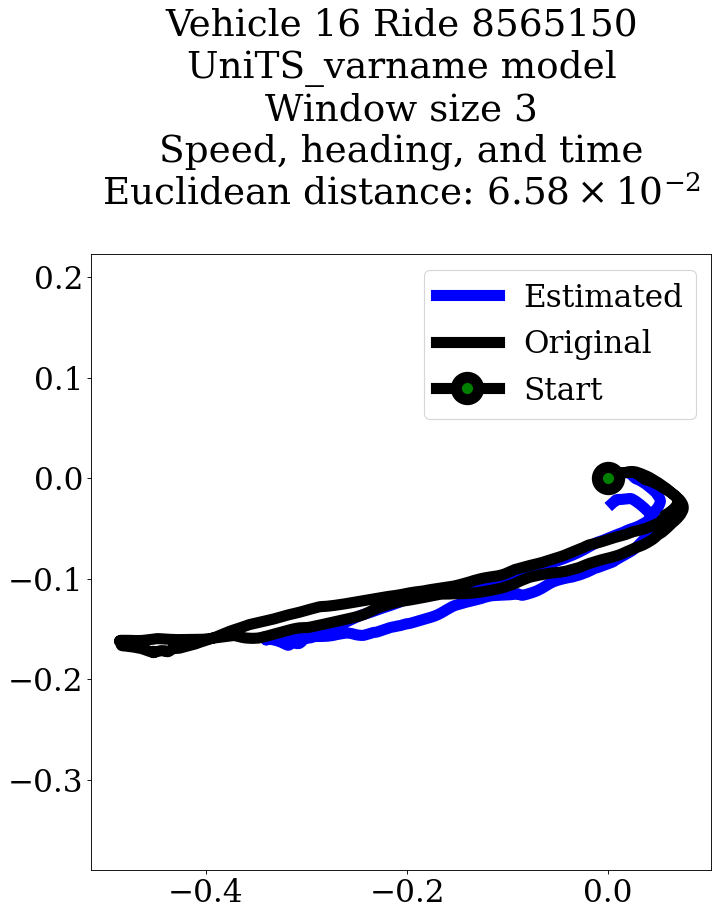 Vehicle 16 Ride 8565150
UniTS_varname model
Window size 3
Speed, heading, and time
Euclidean distance: 6.58 × 10⁻²
Estimated
Original
Start
0.2
0.1
0.0
−0.1
−0.2
−0.3
−0.4
−0.2
0.0